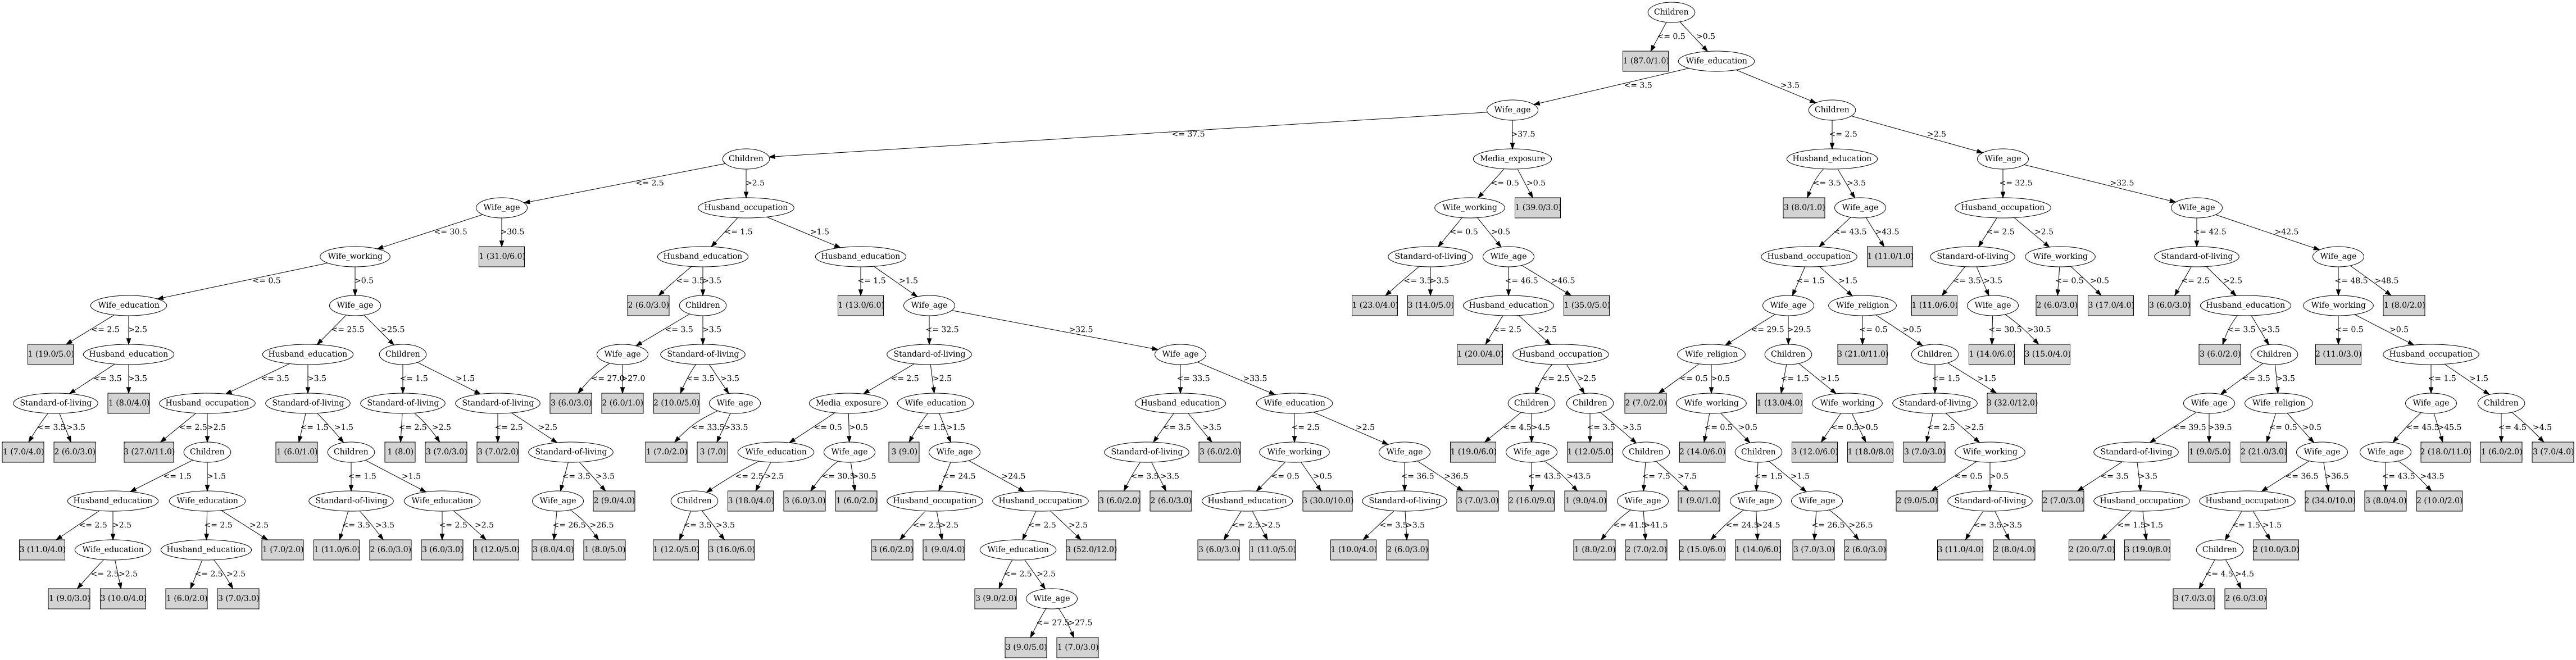 Children
<= 0.5 >0.5
1 (87.0/1.0) Wife_education
<= 3.5 >3.5
Wife_age Children
<= 37.5 >37.5 <= 2.5 >2.5
Children Media_exposure Husband_education Wife_age
<= 2.5 >2.5 <= 0.5 >0.5 <= 3.5 >3.5 <= 32.5 >32.5
Wife_age Husband_occupation Wife_working 1 (39.0/3.0) 3 (8.0/1.0) Wife_age Husband_occupation Wife_age
<= 30.5 >30.5 <= 1.5 >1.5 <= 0.5 >0.5 <= 43.5 >43.5 <= 2.5 >2.5 <= 42.5 >42.5
Wife_working 1 (31.0/6.0) Husband_education Husband_education Standard-of-living Wife_age Husband_occupation 1 (11.0/1.0) Standard-of-living Wife_working Standard-of-living Wife_age
<= 0.5 >0.5 <= 3.5 >3.5 <= 1.5 >1.5 <= 3.5 >3.5 <= 46.5 >46.5 <= 1.5 >1.5 <= 3.5 >3.5 <= 0.5 >0.5 <= 2.5 >2.5 <= 48.5 >48.5
Wife_education Wife_age 2 (6.0/3.0) Children 1 (13.0/6.0) Wife_age 1 (23.0/4.0) 3 (14.0/5.0) Husband_education 1 (35.0/5.0) Wife_age Wife_religion 1 (11.0/6.0) Wife_age 2 (6.0/3.0) 3 (17.0/4.0) 3 (6.0/3.0) Husband_education Wife_working 1 (8.0/2.0)
<= 2.5 >2.5 <= 25.5 >25.5 <= 3.5 >3.5 <= 32.5 >32.5 <= 2.5 >2.5 <= 29.5 >29.5 <= 0.5 >0.5 <= 30.5 >30.5 <= 3.5 >3.5 <= 0.5 >0.5
1 (19.0/5.0) Husband_education Husband_education Children Wife_age Standard-of-living Standard-of-living Wife_age 1 (20.0/4.0) Husband_occupation Wife_religion Children 3 (21.0/11.0) Children 1 (14.0/6.0) 3 (15.0/4.0) 3 (6.0/2.0) Children 2 (11.0/3.0) Husband_occupation
<= 3.5 >3.5 <= 3.5 >3.5 <= 1.5 >1.5 <= 27.0 >27.0 <= 3.5 >3.5 <= 2.5 >2.5 <= 33.5 >33.5 <= 2.5 >2.5 <= 0.5 >0.5 <= 1.5 >1.5 <= 1.5 >1.5 <= 3.5 >3.5 <= 1.5 >1.5
Standard-of-living 1 (8.0/4.0) Husband_occupation Standard-of-living Standard-of-living Standard-of-living 3 (6.0/3.0) 2 (6.0/1.0) 2 (10.0/5.0) Wife_age Media_exposure Wife_education Husband_education Wife_education Children Children 2 (7.0/2.0) Wife_working 1 (13.0/4.0) Wife_working Standard-of-living 3 (32.0/12.0) Wife_age Wife_religion Wife_age Children
<= 3.5 >3.5 <= 2.5 >2.5 <= 1.5 >1.5 <= 2.5 >2.5 <= 2.5 >2.5 <= 33.5 >33.5 <= 0.5 >0.5 <= 1.5 >1.5 <= 3.5 >3.5 <= 2.5 >2.5 <= 4.5 >4.5 <= 3.5 >3.5 <= 0.5 >0.5 <= 0.5 >0.5 <= 2.5 >2.5 <= 39.5 >39.5 <= 0.5 >0.5 <= 45.5 >45.5 <= 4.5 >4.5
1 (7.0/4.0) 2 (6.0/3.0) 3 (27.0/11.0) Children 1 (6.0/1.0) Children 1 (8.0) 3 (7.0/3.0) 3 (7.0/2.0) Standard-of-living 1 (7.0/2.0) 3 (7.0) Wife_education Wife_age 3 (9.0) Wife_age Standard-of-living 3 (6.0/2.0) Wife_working Wife_age 1 (19.0/6.0) Wife_age 1 (12.0/5.0) Children 2 (14.0/6.0) Children 3 (12.0/6.0) 1 (18.0/8.0) 3 (7.0/3.0) Wife_working Standard-of-living 1 (9.0/5.0) 2 (21.0/3.0) Wife_age Wife_age 2 (18.0/11.0) 1 (6.0/2.0) 3 (7.0/4.0)
<= 1.5 >1.5 <= 1.5 >1.5 <= 3.5 >3.5 <= 2.5 >2.5 <= 30.5 >30.5 <= 24.5 >24.5 <= 3.5 >3.5 <= 0.5 >0.5 <= 36.5 >36.5 <= 43.5 >43.5 <= 7.5 >7.5 <= 1.5 >1.5 <= 0.5 >0.5 <= 3.5 >3.5 <= 36.5 >36.5 <= 43.5 >43.5
Husband_education Wife_education Standard-of-living Wife_education Wife_age 2 (9.0/4.0) Children 3 (18.0/4.0) 3 (6.0/3.0) 1 (6.0/2.0) Husband_occupation Husband_occupation 3 (6.0/2.0) 2 (6.0/3.0) Husband_education 3 (30.0/10.0) Standard-of-living 3 (7.0/3.0) 2 (16.0/9.0) 1 (9.0/4.0) Wife_age 1 (9.0/1.0) Wife_age Wife_age 2 (9.0/5.0) Standard-of-living 2 (7.0/3.0) Husband_occupation Husband_occupation 2 (34.0/10.0) 3 (8.0/4.0) 2 (10.0/2.0)
<= 2.5 >2.5 <= 2.5 >2.5 <= 3.5 >3.5 <= 2.5 >2.5 <= 26.5 >26.5 <= 3.5 >3.5 <= 2.5 >2.5 <= 2.5 >2.5 <= 2.5 >2.5 <= 3.5 >3.5 <= 41.5 >41.5 <= 24.5 >24.5 <= 26.5 >26.5 <= 3.5 >3.5 <= 1.5 >1.5 <= 1.5 >1.5
3 (11.0/4.0) Wife_education Husband_education 1 (7.0/2.0) 1 (11.0/6.0) 2 (6.0/3.0) 3 (6.0/3.0) 1 (12.0/5.0) 3 (8.0/4.0) 1 (8.0/5.0) 1 (12.0/5.0) 3 (16.0/6.0) 3 (6.0/2.0) 1 (9.0/4.0) Wife_education 3 (52.0/12.0) 3 (6.0/3.0) 1 (11.0/5.0) 1 (10.0/4.0) 2 (6.0/3.0) 1 (8.0/2.0) 2 (7.0/2.0) 2 (15.0/6.0) 1 (14.0/6.0) 3 (7.0/3.0) 2 (6.0/3.0) 3 (11.0/4.0) 2 (8.0/4.0) 2 (20.0/7.0) 3 (19.0/8.0) Children 2 (10.0/3.0)
<= 2.5 >2.5 <= 2.5 >2.5 <= 2.5 >2.5 <= 4.5 >4.5
1 (9.0/3.0) 3 (10.0/4.0) 1 (6.0/2.0) 3 (7.0/3.0) 3 (9.0/2.0) Wife_age 3 (7.0/3.0) 2 (6.0/3.0)
<= 27.5 >27.5
3 (9.0/5.0) 1 (7.0/3.0)